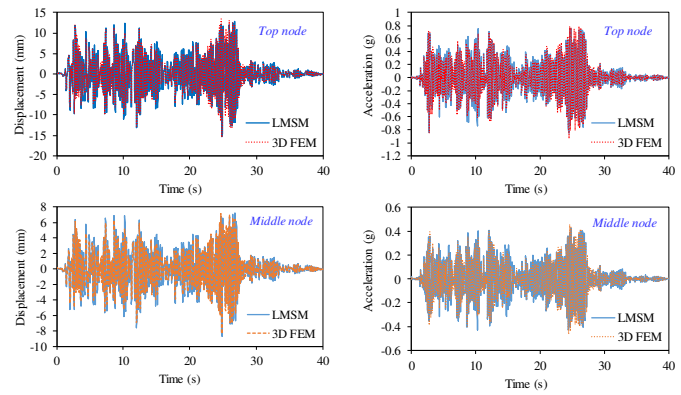 15
10
5
0
-5
-10
-15
-20
Displacement (mm)
Top node
LMSM
3D FEM
0 10 20 30 40
Time (s)
1
0.8
0.6
0.4
0.2
0
-0.2
-0.4
-0.6
-0.8
-1
-1.2
Acceleration (g)
Top node
LMSM
3D FEM
0 10 20 30 40
Time (s)
8
6
4
2
0
-2
-4
-6
-8
-10
Displacement (mm)
Middle node
LMSM
3D FEM
0 10 20 30 40
Time (s)
0.6
0.4
0.2
0
-0.2
-0.4
-0.6
Acceleration (g)
Middle node
LMSM
3D FEM
0 10 20 30 40
Time (s)